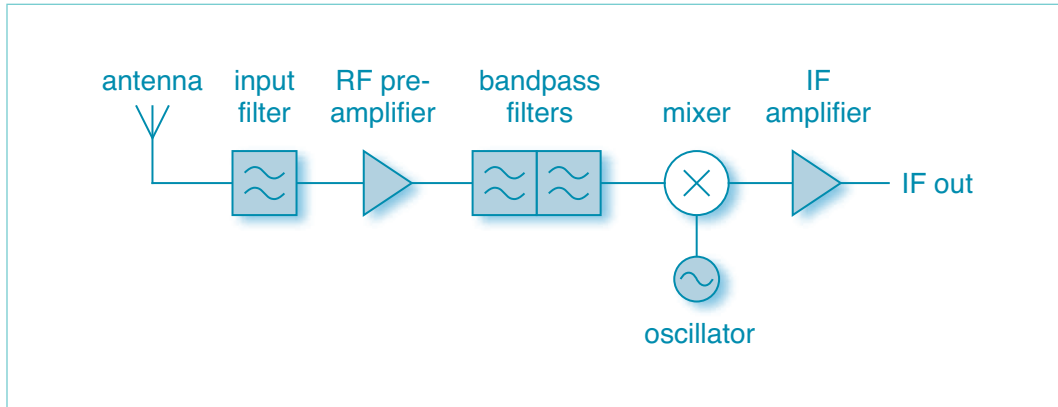 antenna
input
filter
RF pre-
amplifier
bandpass
filters
mixer
IF
amplifier
IF out
oscillator